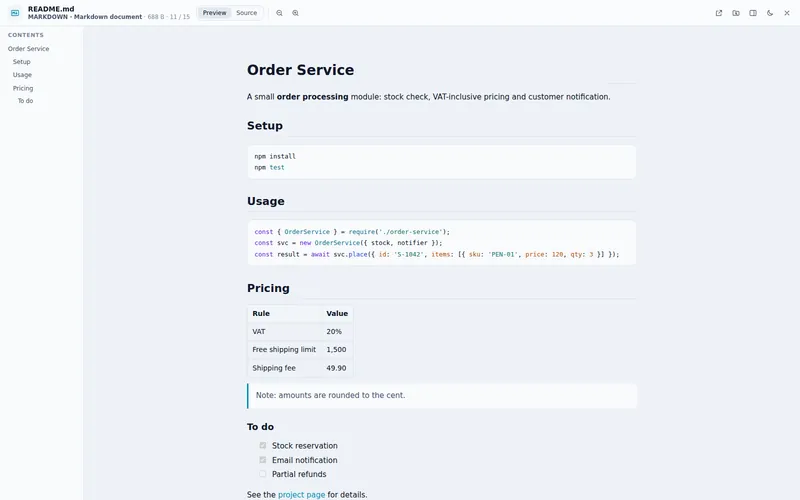 README.md
MARKDOWN · Markdown document · 688 B · 11 / 15
Preview Source
CONTENTS
Order Service
Setup
Usage
Pricing
To do
Order Service
A small order processing module: stock check, VAT-inclusive pricing and customer notification.
Setup
npm install
npm test
Usage
const { OrderService } = require('./order-service');
const svc = new OrderService({ stock, notifier });
const result = await svc.place({ id: 'S-1042', items: [{ sku: 'PEN-01', price: 120, qty: 3 }] });
Pricing
Rule Value
VAT 20%
Free shipping limit 1,500
Shipping fee 49.90
Note: amounts are rounded to the cent.
To do
Stock reservation
Email notification
Partial refunds
See the project page for details.